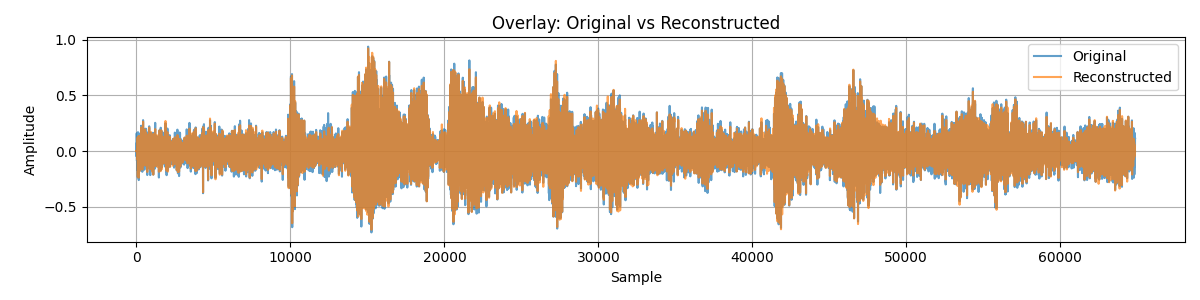 Overlay: Original vs Reconstructed
Original
Reconstructed
Amplitude
1.0
0.5
0.0
−0.5
0 10000 20000 30000 40000 50000 60000
Sample